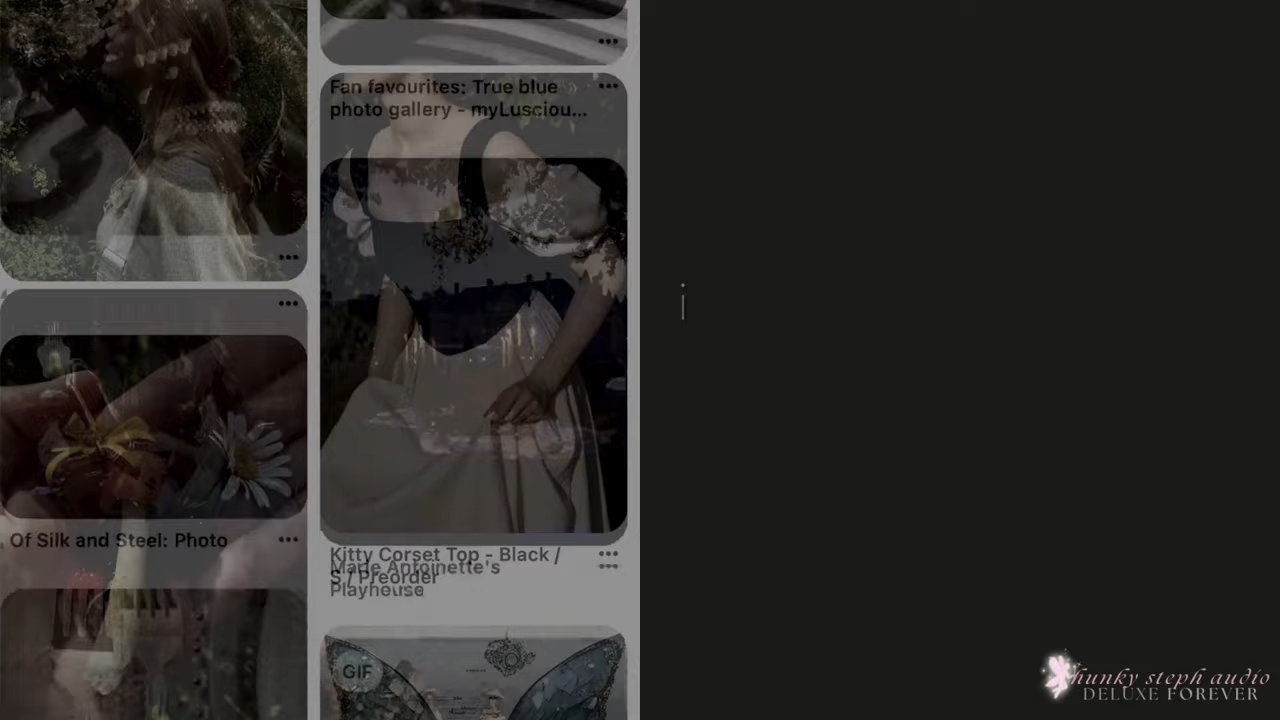 Fan favourites: True blue
photo gallery - myLusciou...
Of Silk and Steel: Photo
Kitty Corset Top - Black /
S / Preorder
Marie Antoinette's
Playhouse
GIF
i
hunky steph audio
DELUXE FOREVER